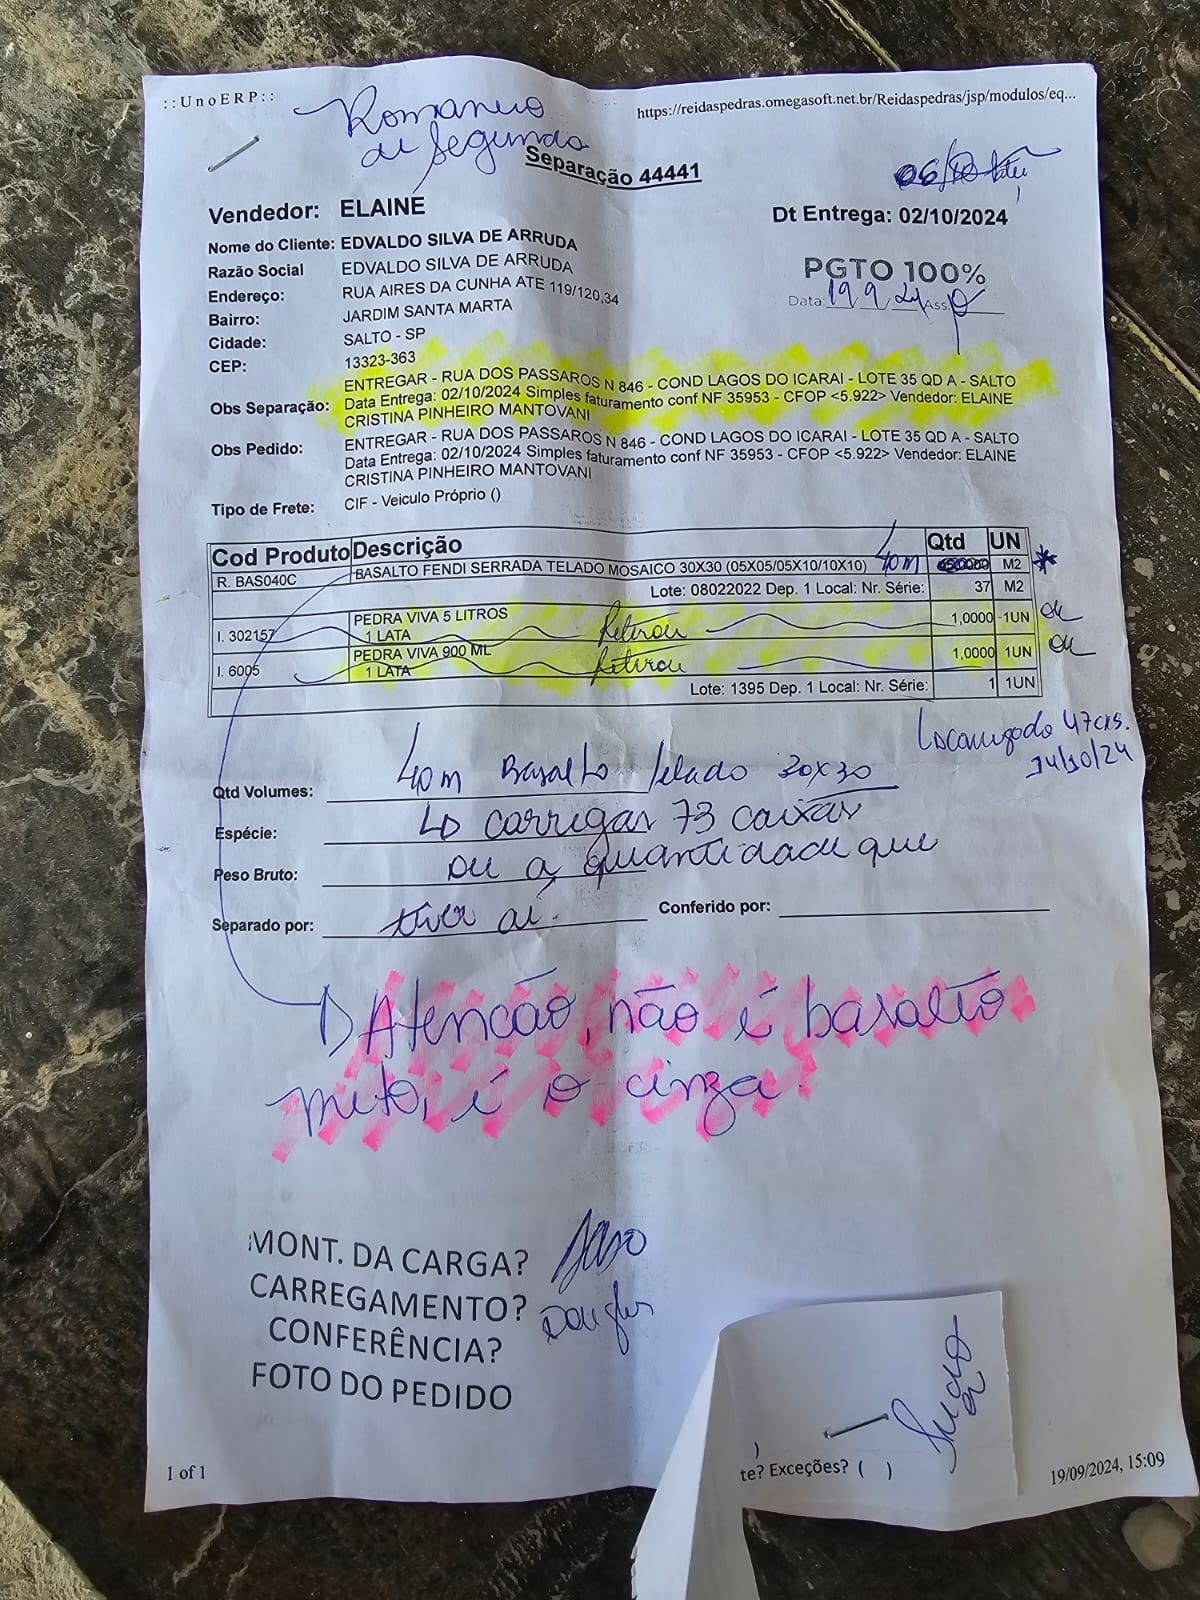 ::UnoERP::
https://reidaspedras.omegasoft.net.br/Reidaspedras/jsp/modulos/eq...
Romaneio
de segunda
Separação 44441
Vendedor: ELAINE
Dt Entrega: 02/10/2024
Nome do Cliente: EDVALDO SILVA DE ARRUDA
Razão Social EDVALDO SILVA DE ARRUDA
PGTO 100%
Endereço: RUA AIRES DA CUNHA ATE 119/120,34
Data: 19 9 24 Ass.
Bairro: JARDIM SANTA MARTA
Cidade: SALTO - SP
CEP: 13323-363
Obs Separação: ENTREGAR - RUA DOS PASSAROS N 846 - COND LAGOS DO ICARAI - LOTE 35 QD A - SALTO
Data Entrega: 02/10/2024 Simples faturamento conf NF 35953 - CFOP <5.922> Vendedor: ELAINE
CRISTINA PINHEIRO MANTOVANI
Obs Pedido: ENTREGAR - RUA DOS PASSAROS N 846 - COND LAGOS DO ICARAI - LOTE 35 QD A - SALTO
Data Entrega: 02/10/2024 Simples faturamento conf NF 35953 - CFOP <5.922> Vendedor: ELAINE
CRISTINA PINHEIRO MANTOVANI
Tipo de Frete: CIF - Veiculo Próprio ()
Cod Produto Descrição Qtd UN
R. BAS040C BASALTO FENDI SERRADA TELADO MOSAICO 30X30 (05X05/05X10/10X10) 40m M2 *
Lote: 08022022 Dep. 1 Local: Nr. Série: 37 M2
I. 302157 PEDRA VIVA 5 LITROS 1,0000 1UN ok
1 LATA Retirou
I. 6005 PEDRA VIVA 900 ML 1,0000 1UN ok
1 LATA Retirou
Lote: 1395 Dep. 1 Local: Nr. Série: 1 1UN
47cxs.
14/10/24
Qtd Volumes: 40m Basalto telado 30x30
Espécie: carregar 73 caixas
Peso Bruto: ou a quantidade que
Separado por: tiver aí. Conferido por:
Atencão, não é basalto
mito, é o cinza.
MONT. DA CARGA?
CARREGAMENTO? Douglas
CONFERÊNCIA?
FOTO DO PEDIDO
)
te? Exceções? ( )
1 of 1
19/09/2024, 15:09